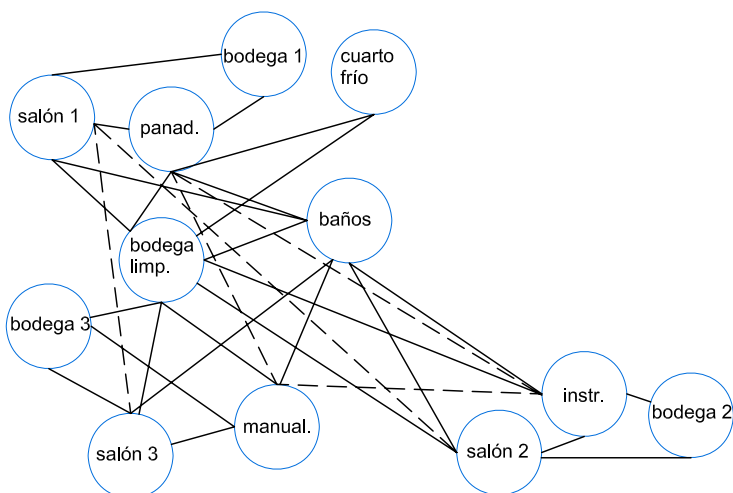 bodega 1
cuarto
frío
salón 1
panad.
baños
bodega
limp.
bodega 3
instr.
bodega 2
manual.
salón 3
salón 2